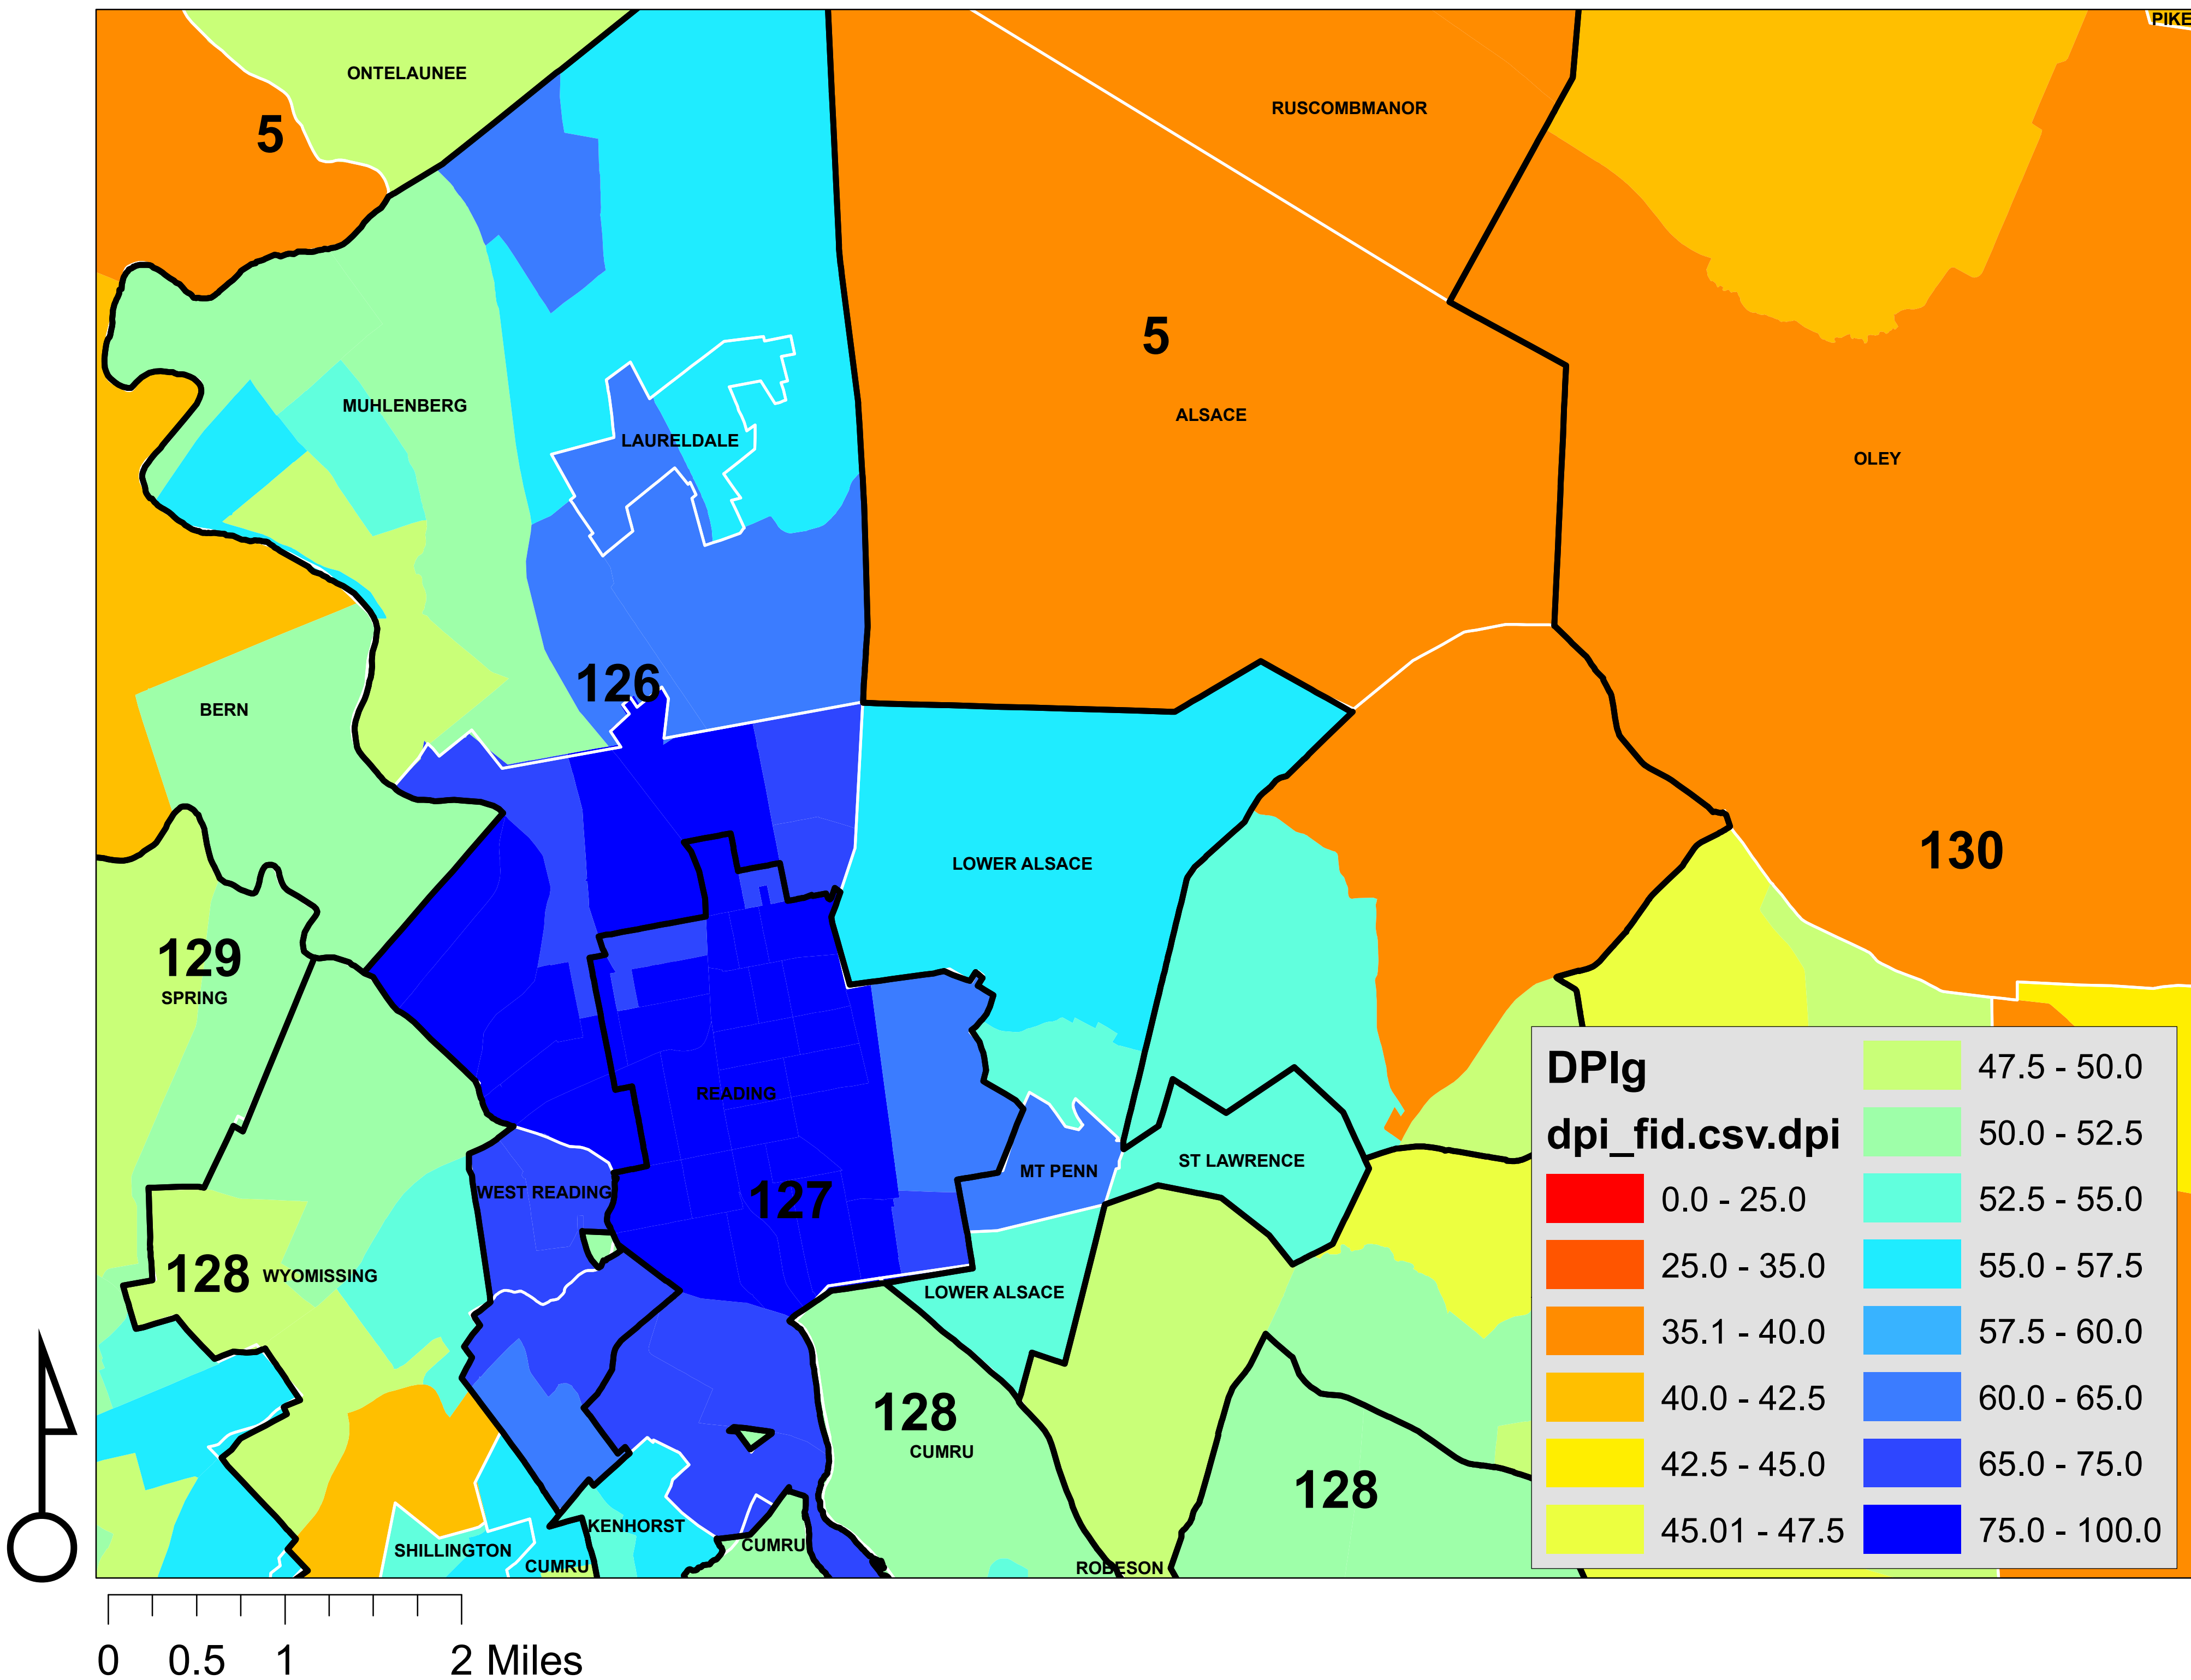 PIKE
ONTELAUNEE
RUSCOMBMANOR
5
5
MUHLENBERG
ALSACE
LAURELDALE
OLEY
126
BERN
130
LOWER ALSACE
129
SPRING
READING
ST LAWRENCE
MT PENN
WEST READING
127
128
WYOMISSING
LOWER ALSACE
128
CUMRU
128
KENHORST
CUMRU
SHILLINGTON
CUMRU
ROBESON
DPIg
dpi_fid.csv.dpi
0.0 - 25.0
25.0 - 35.0
35.1 - 40.0
40.0 - 42.5
42.5 - 45.0
45.01 - 47.5
47.5 - 50.0
50.0 - 52.5
52.5 - 55.0
55.0 - 57.5
57.5 - 60.0
60.0 - 65.0
65.0 - 75.0
75.0 - 100.0
0 0.5 1 2 Miles